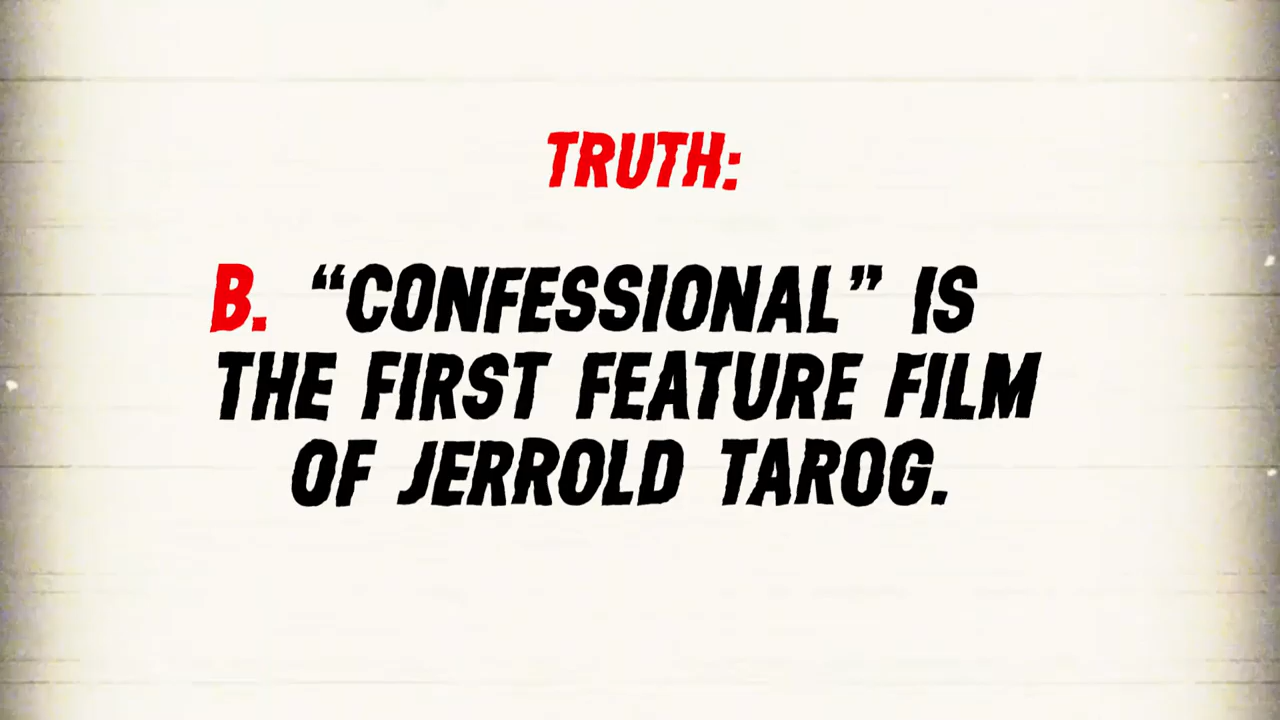 TRUTH:
B. “CONFESSIONAL” IS
THE FIRST FEATURE FILM
OF JERROLD TAROG.